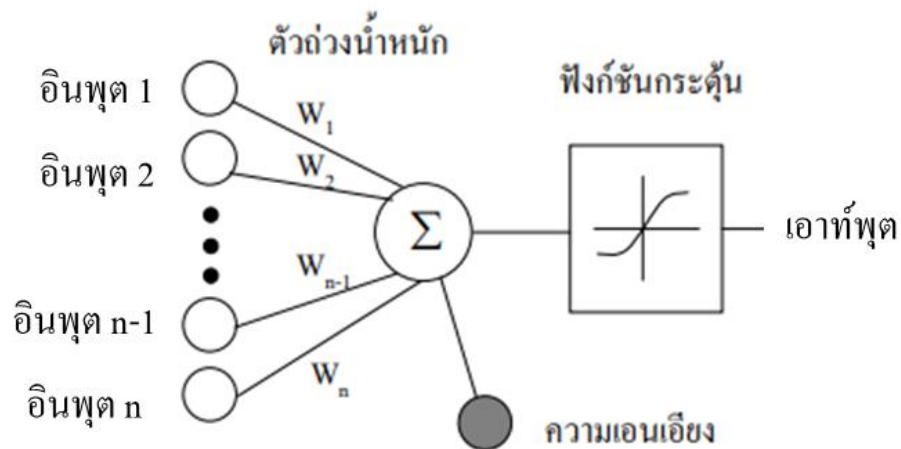 ตัวถ่วงน้ำหนัก
ฟังก์ชันกระตุ้น
อินพุต 1
W1
อินพุต 2
W2
Σ
เอาท์พุต
Wn-1
อินพุต n-1
Wn
อินพุต n
ความเอนเอียง